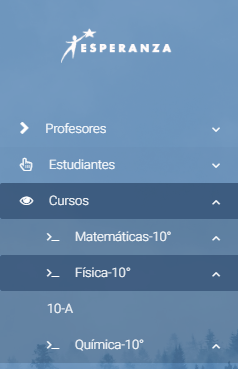 ESPERANZA
Profesores
Estudiantes
Cursos
Matemáticas-10°
Física-10°
10-A
Química-10°